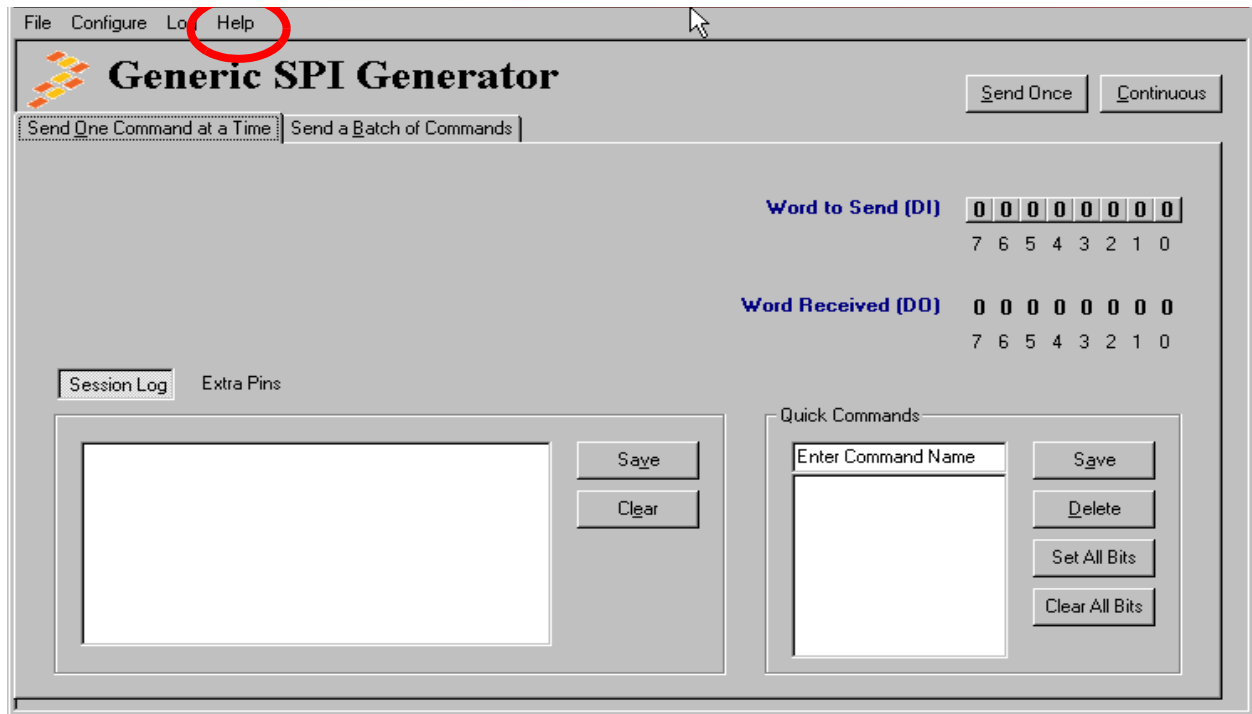 File Configure Log Help
Generic SPI Generator
Send Once Continuous
Send One Command at a Time Send a Batch of Commands
Word to Send (DI) 0 0 0 0 0 0 0 0
7 6 5 4 3 2 1 0
Word Received (DO) 0 0 0 0 0 0 0 0
7 6 5 4 3 2 1 0
Session Log Extra Pins
Save
Clear
Quick Commands
Enter Command Name
Save
Delete
Set All Bits
Clear All Bits